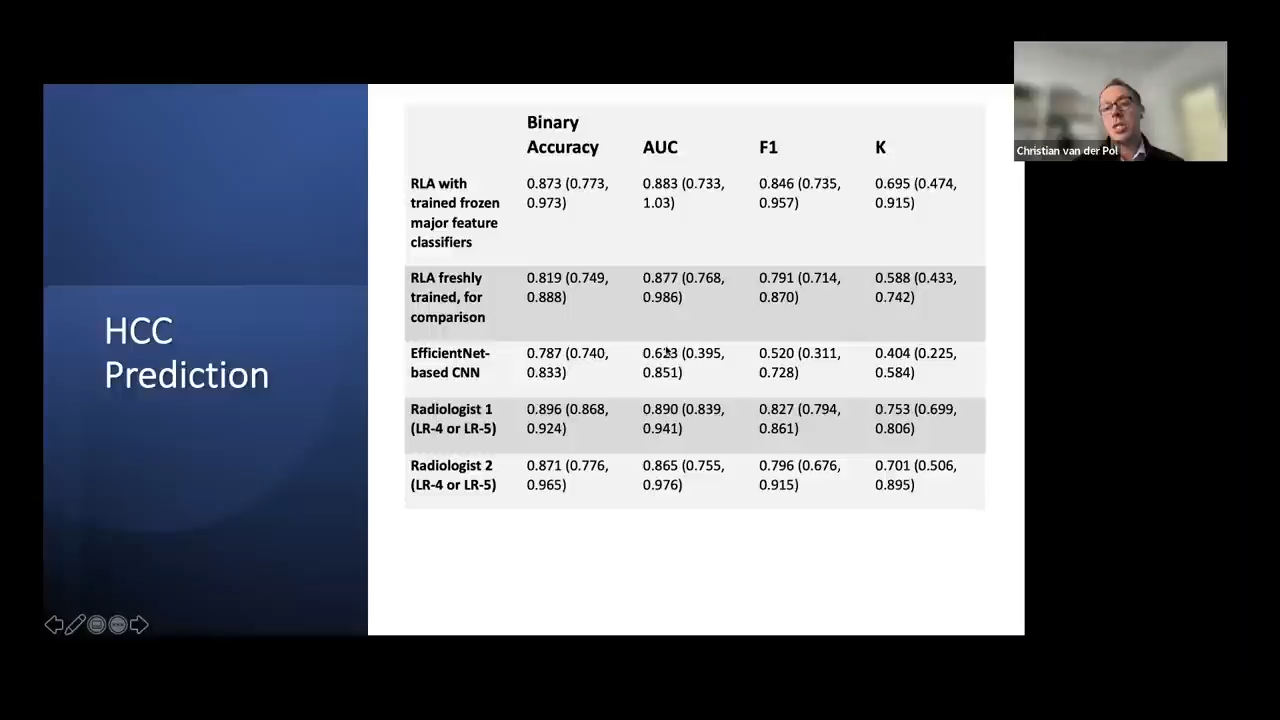 HCC
Prediction
Binary
Accuracy
AUC
F1
K
RLA with
trained frozen
major feature
classifiers
0.873 (0.773,
0.973)
0.883 (0.733,
1.03)
0.846 (0.735,
0.957)
0.695 (0.474,
0.915)
RLA freshly
trained, for
comparison
0.819 (0.749,
0.888)
0.877 (0.768,
0.986)
0.791 (0.714,
0.870)
0.588 (0.433,
0.742)
EfficientNet-
based CNN
0.787 (0.740,
0.833)
0.623 (0.395,
0.851)
0.520 (0.311,
0.728)
0.404 (0.225,
0.584)
Radiologist 1
(LR-4 or LR-5)
0.896 (0.868,
0.924)
0.890 (0.839,
0.941)
0.827 (0.794,
0.861)
0.753 (0.699,
0.806)
Radiologist 2
(LR-4 or LR-5)
0.871 (0.776,
0.965)
0.865 (0.755,
0.976)
0.796 (0.676,
0.915)
0.701 (0.506,
0.895)
Christian van der Pol